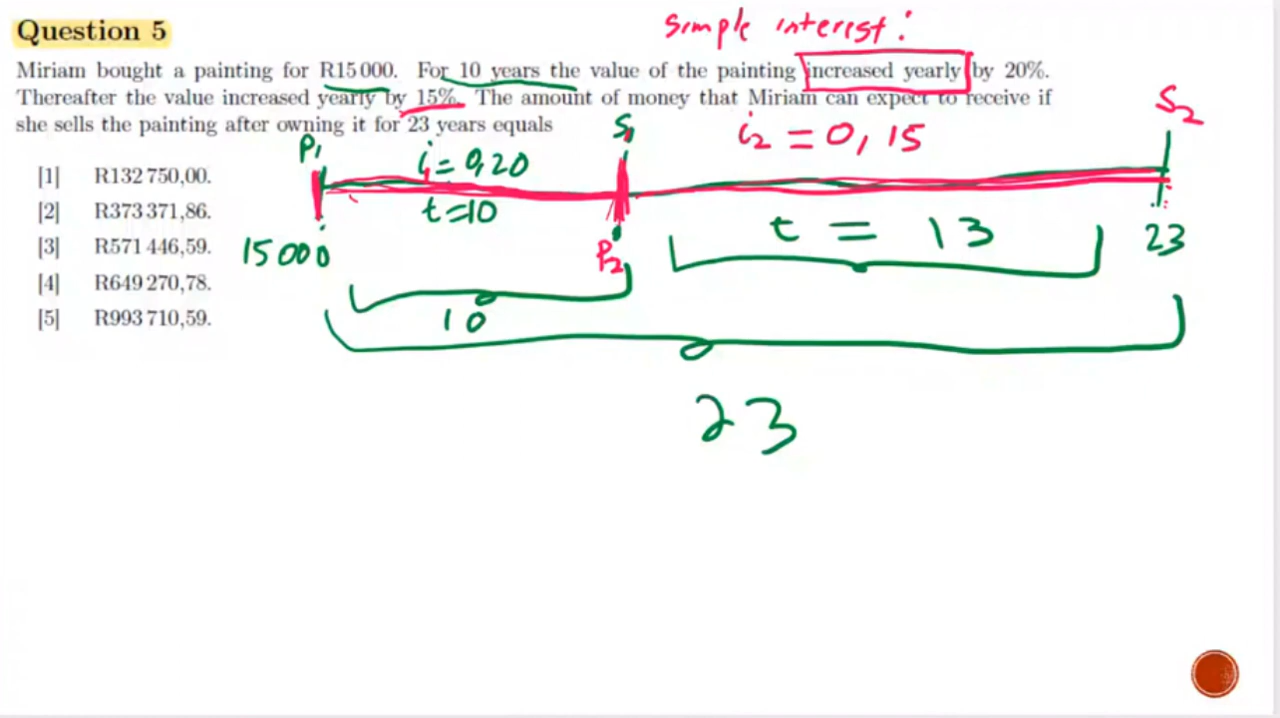 Question 5
simple interest:
Miriam bought a painting for R15 000. For 10 years the value of the painting increased yearly by 20%.
Thereafter the value increased yearly by 15%. The amount of money that Miriam can expect to receive if
she sells the painting after owning it for 23 years equals
P1
i1 = 0,20
S1
i2 = 0,15
S2
[1] R132 750,00.
[2] R373 371,86.
t=10
t = 13
23
[3] R571 446,59.
15 000
P2
[4] R649 270,78.
[5] R993 710,59.
10
23